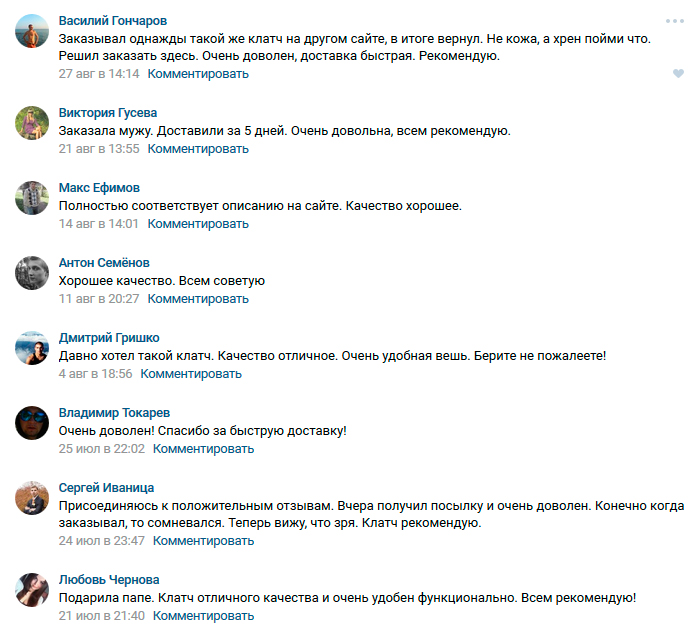 Василий Гончаров
Заказывал однажды такой же клатч на другом сайте, в итоге вернул. Не кожа, а хрен пойми что.
Решил заказать здесь. Очень доволен, доставка быстрая. Рекомендую.
27 авг в 14:14 Комментировать
Виктория Гусева
Заказала мужу. Доставили за 5 дней. Очень довольна, всем рекомендую.
21 авг в 13:55 Комментировать
Макс Ефимов
Полностью соответствует описанию на сайте. Качество хорошее.
14 авг в 14:01 Комментировать
Антон Семёнов
Хорошее качество. Всем советую
11 авг в 20:27 Комментировать
Дмитрий Гришко
Давно хотел такой клатч. Качество отличное. Очень удобная вешь. Берите не пожалеете!
4 авг в 18:56 Комментировать
Владимир Токарев
Очень доволен! Спасибо за быструю доставку!
25 июл в 22:02 Комментировать
Сергей Иваница
Присоединяюсь к положительным отзывам. Вчера получил посылку и очень доволен. Конечно когда
заказывал, то сомневался. Теперь вижу, что зря. Клатч рекомендую.
24 июл в 23:47 Комментировать
Любовь Чернова
Подарила папе. Клатч отличного качества и очень удобен функционально. Всем рекомендую!
21 июл в 21:40 Комментировать